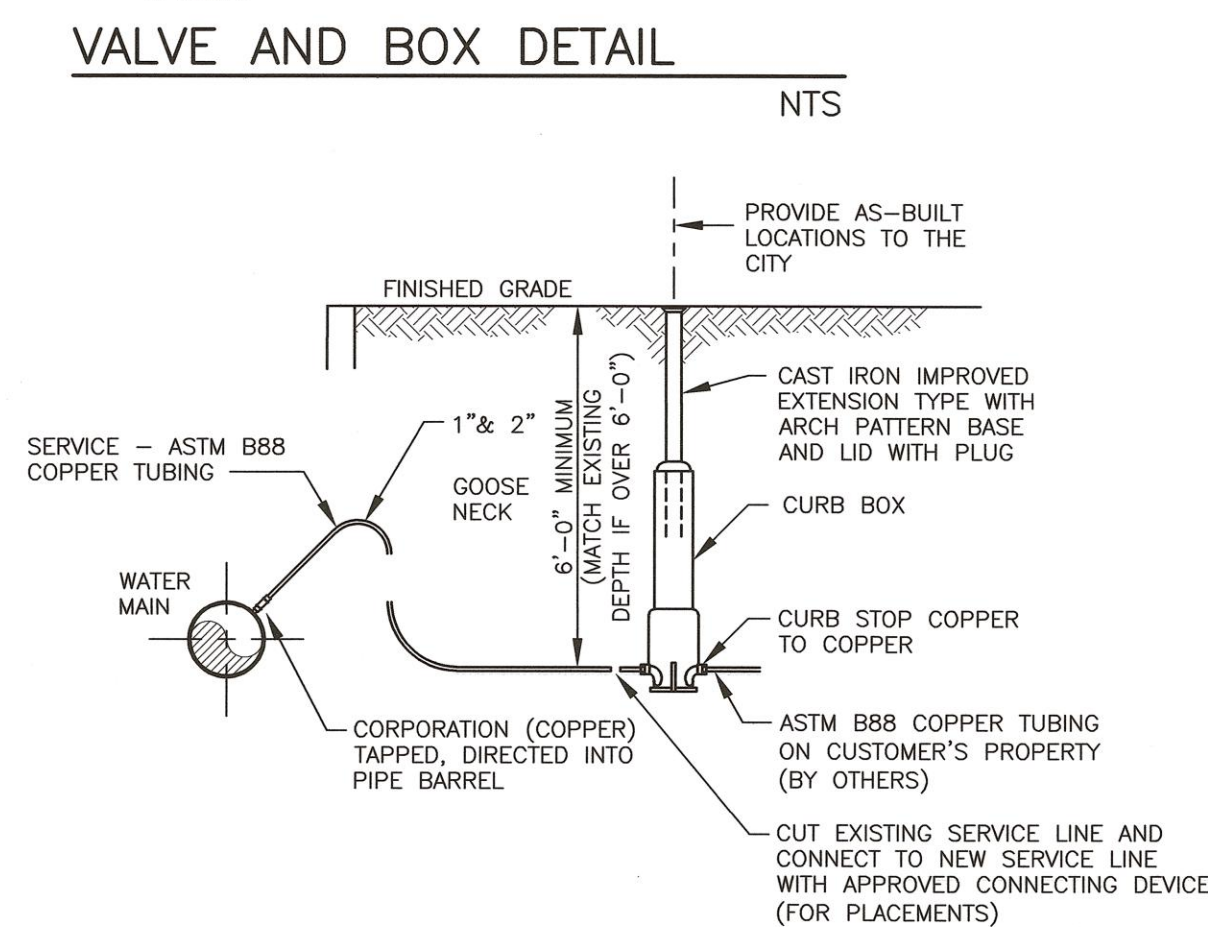 VALVE AND BOX DETAIL
NTS
PROVIDE AS-BUILT
LOCATIONS TO THE
CITY
FINISHED GRADE
CAST IRON IMPROVED
EXTENSION TYPE WITH
ARCH PATTERN BASE
AND LID WITH PLUG
1"& 2"
GOOSE
NECK
SERVICE - ASTM B88
COPPER TUBING
6'-0" MINIMUM
(MATCH EXISTING
DEPTH IF OVER 6'-0")
CURB BOX
WATER
MAIN
CURB STOP COPPER
TO COPPER
CORPORATION (COPPER)
TAPPED, DIRECTED INTO
PIPE BARREL
ASTM B88 COPPER TUBING
ON CUSTOMER'S PROPERTY
(BY OTHERS)
CUT EXISTING SERVICE LINE AND
CONNECT TO NEW SERVICE LINE
WITH APPROVED CONNECTING DEVICE
(FOR PLACEMENTS)